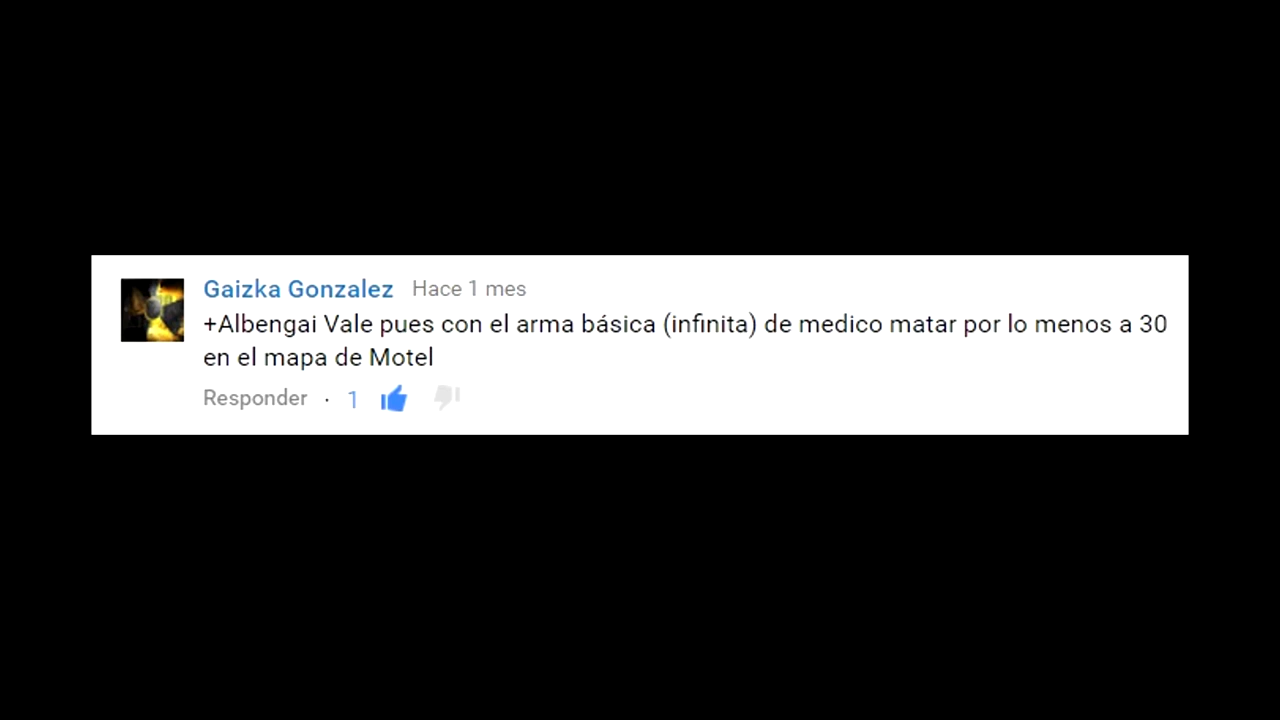 Gaizka Gonzalez Hace 1 mes
+Albengai Vale pues con el arma básica (infinita) de medico matar por lo menos a 30
en el mapa de Motel
Responder · 1